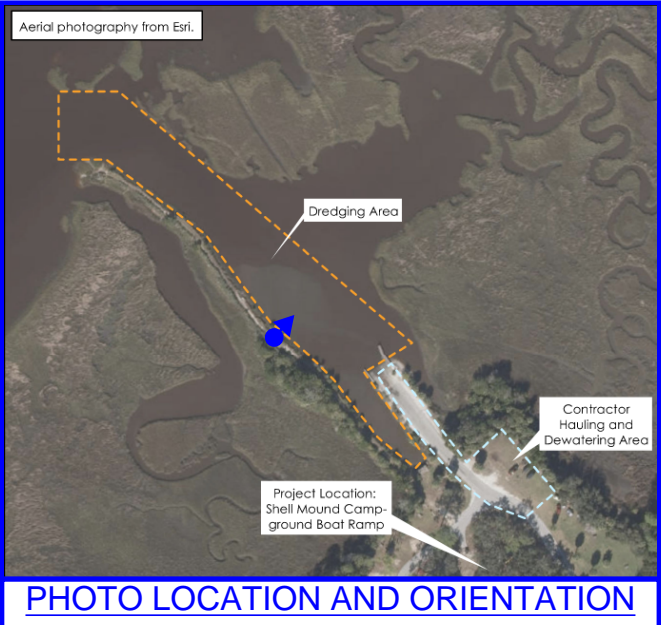 Aerial photography from Esri.
Dredging Area
Contractor
Hauling and
Dewatering Area
Project Location:
Shell Mound Camp-
ground Boat Ramp
PHOTO LOCATION AND ORIENTATION